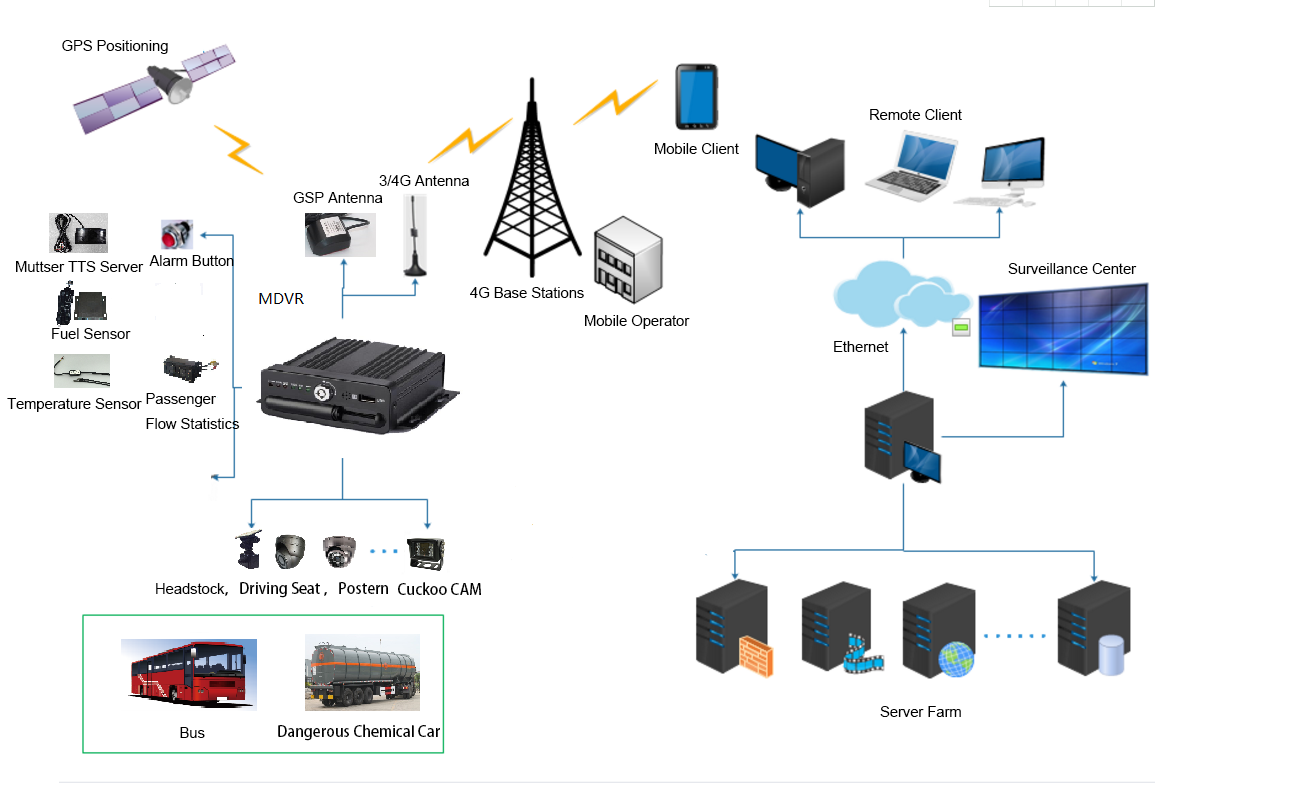 GPS Positioning
Mobile Client
Remote Client
3/4G Antenna
GSP Antenna
Muttser TTS Server
Alarm Button
4G Base Stations
Mobile Operator
Surveillance Center
MDVR
Fuel Sensor
Ethernet
Temperature Sensor
Passenger
Flow Statistics
Headstock, Driving Seat , Postern Cuckoo CAM
Bus
Dangerous Chemical Car
Server Farm